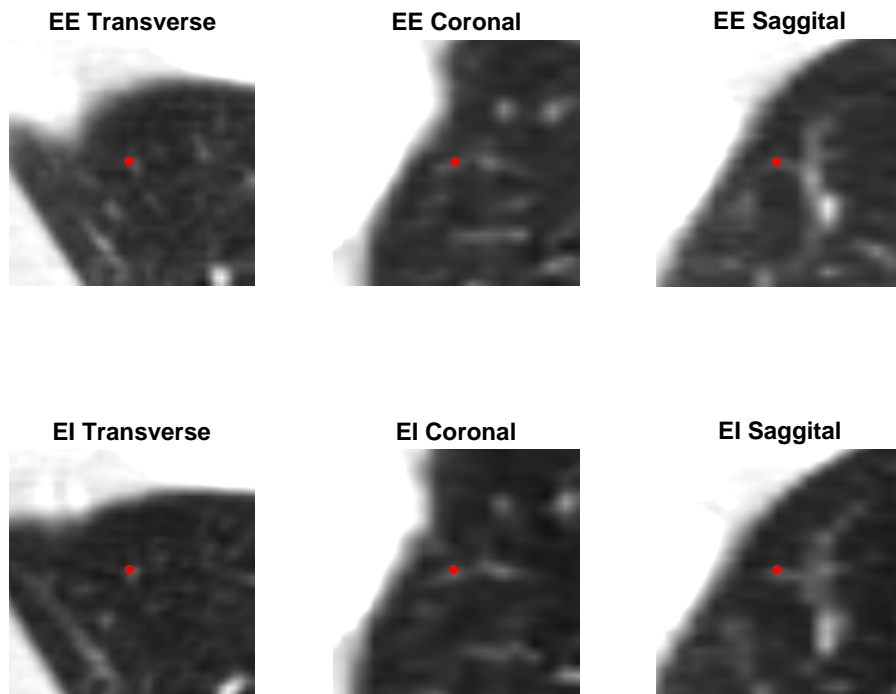 EE Transverse
EE Coronal
EE Saggital
EI Transverse
EI Coronal
EI Saggital